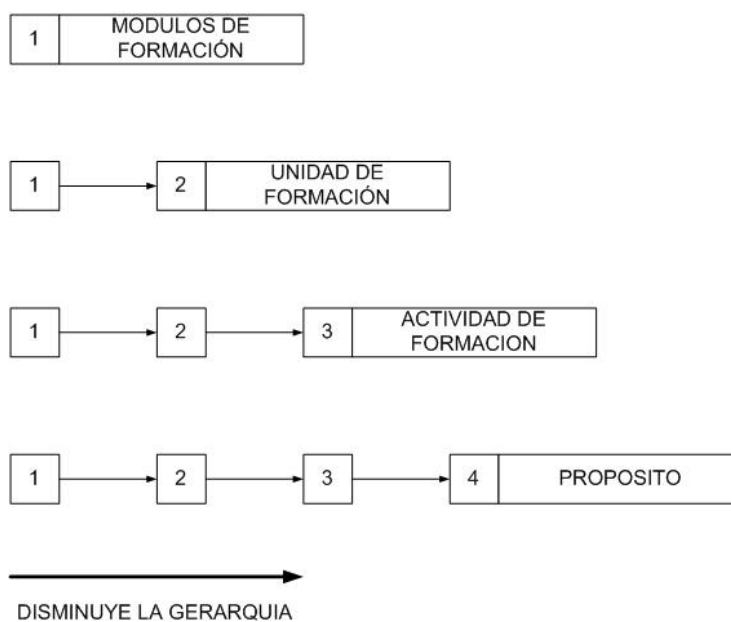 1 MODULOS DE
FORMACIÓN
1 2 UNIDAD DE
FORMACIÓN
1 2 3 ACTIVIDAD DE
FORMACION
1 2 3 4 PROPOSITO
DISMINUYE LA GERARQUIA